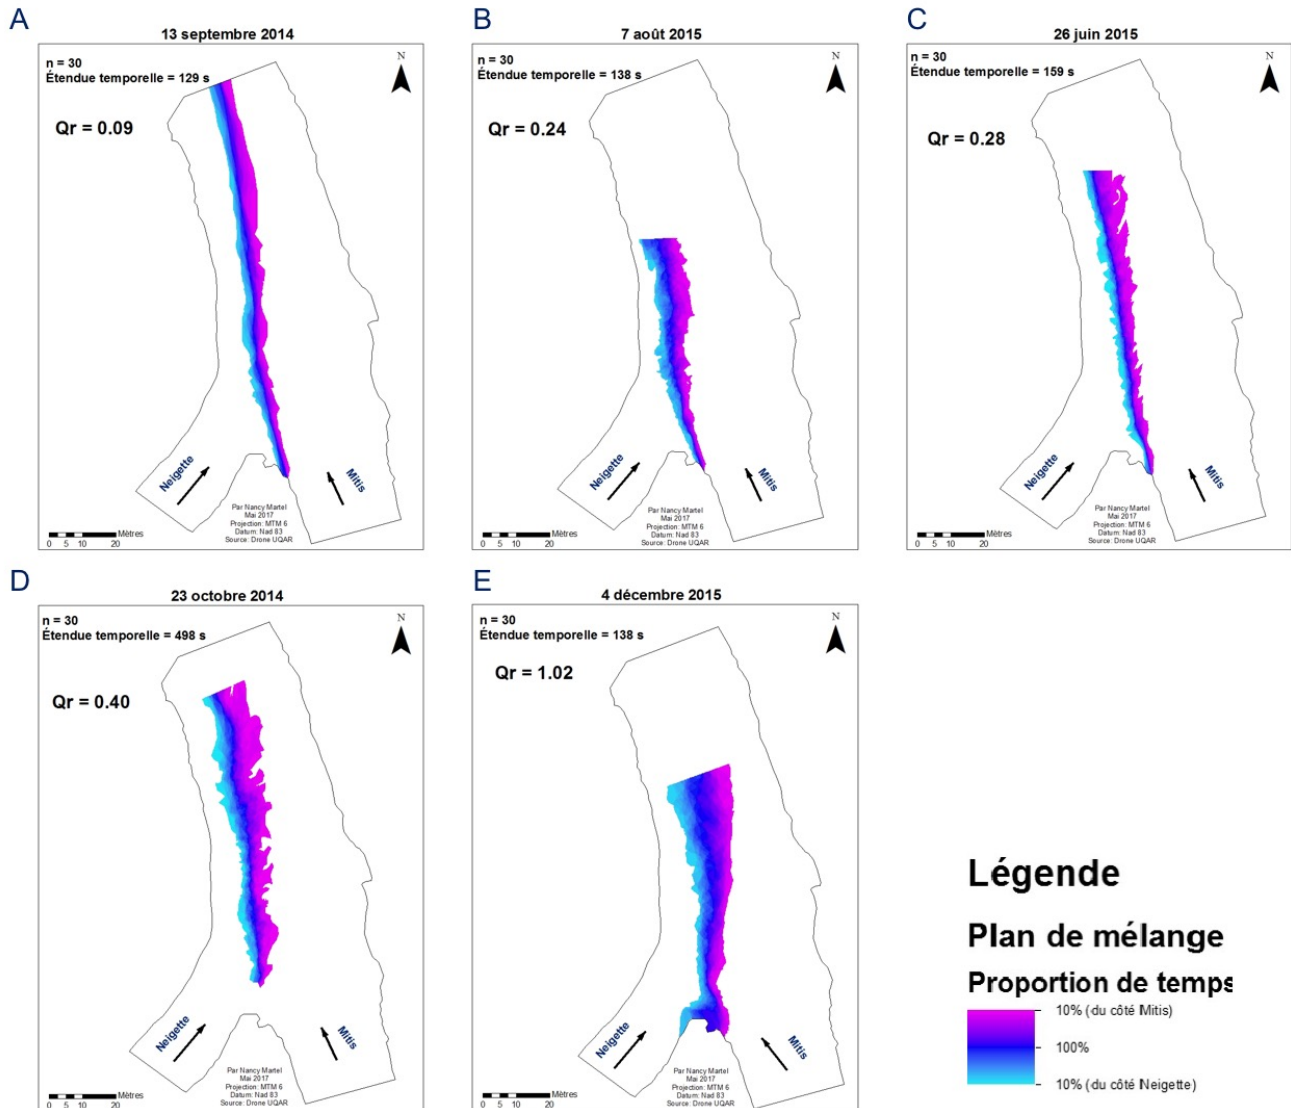 A
13 septembre 2014
n = 30
Étendue temporelle = 129 s
N
Qr = 0.09
Neigette
Mitis
Par Nancy Martel
Mai 2017
Projection: MTM 6
Datum: Nad 83
Source: Drone UQAR
Mètres
0 5 10 20
B
7 août 2015
n = 30
Étendue temporelle = 138 s
N
Qr = 0.24
Neigette
Mitis
Par Nancy Martel
Mai 2017
Projection: MTM 6
Datum: Nad 83
Source: Drone UQAR
Mètres
0 5 10 20
C
26 juin 2015
n = 30
Étendue temporelle = 159 s
N
Qr = 0.28
Neigette
Mitis
Par Nancy Martel
Mai 2017
Projection: MTM 6
Datum: Nad 83
Source: Drone UQAR
Mètres
0 5 10 20
D
23 octobre 2014
n = 30
Étendue temporelle = 498 s
N
Qr = 0.40
Neigette
Mitis
Par Nancy Martel
Mai 2017
Projection: MTM 6
Datum: Nad 83
Source: Drone UQAR
Mètres
0 5 10 20
E
4 décembre 2015
n = 30
Étendue temporelle = 138 s
N
Qr = 1.02
Neigette
Mitis
Par Nancy Martel
Mai 2017
Projection: MTM 6
Datum: Nad 83
Source: Drone UQAR
Mètres
0 5 10 20
Légende
Plan de mélange
Proportion de temps
10% (du côté Mitis)
100%
10% (du côté Neigette)